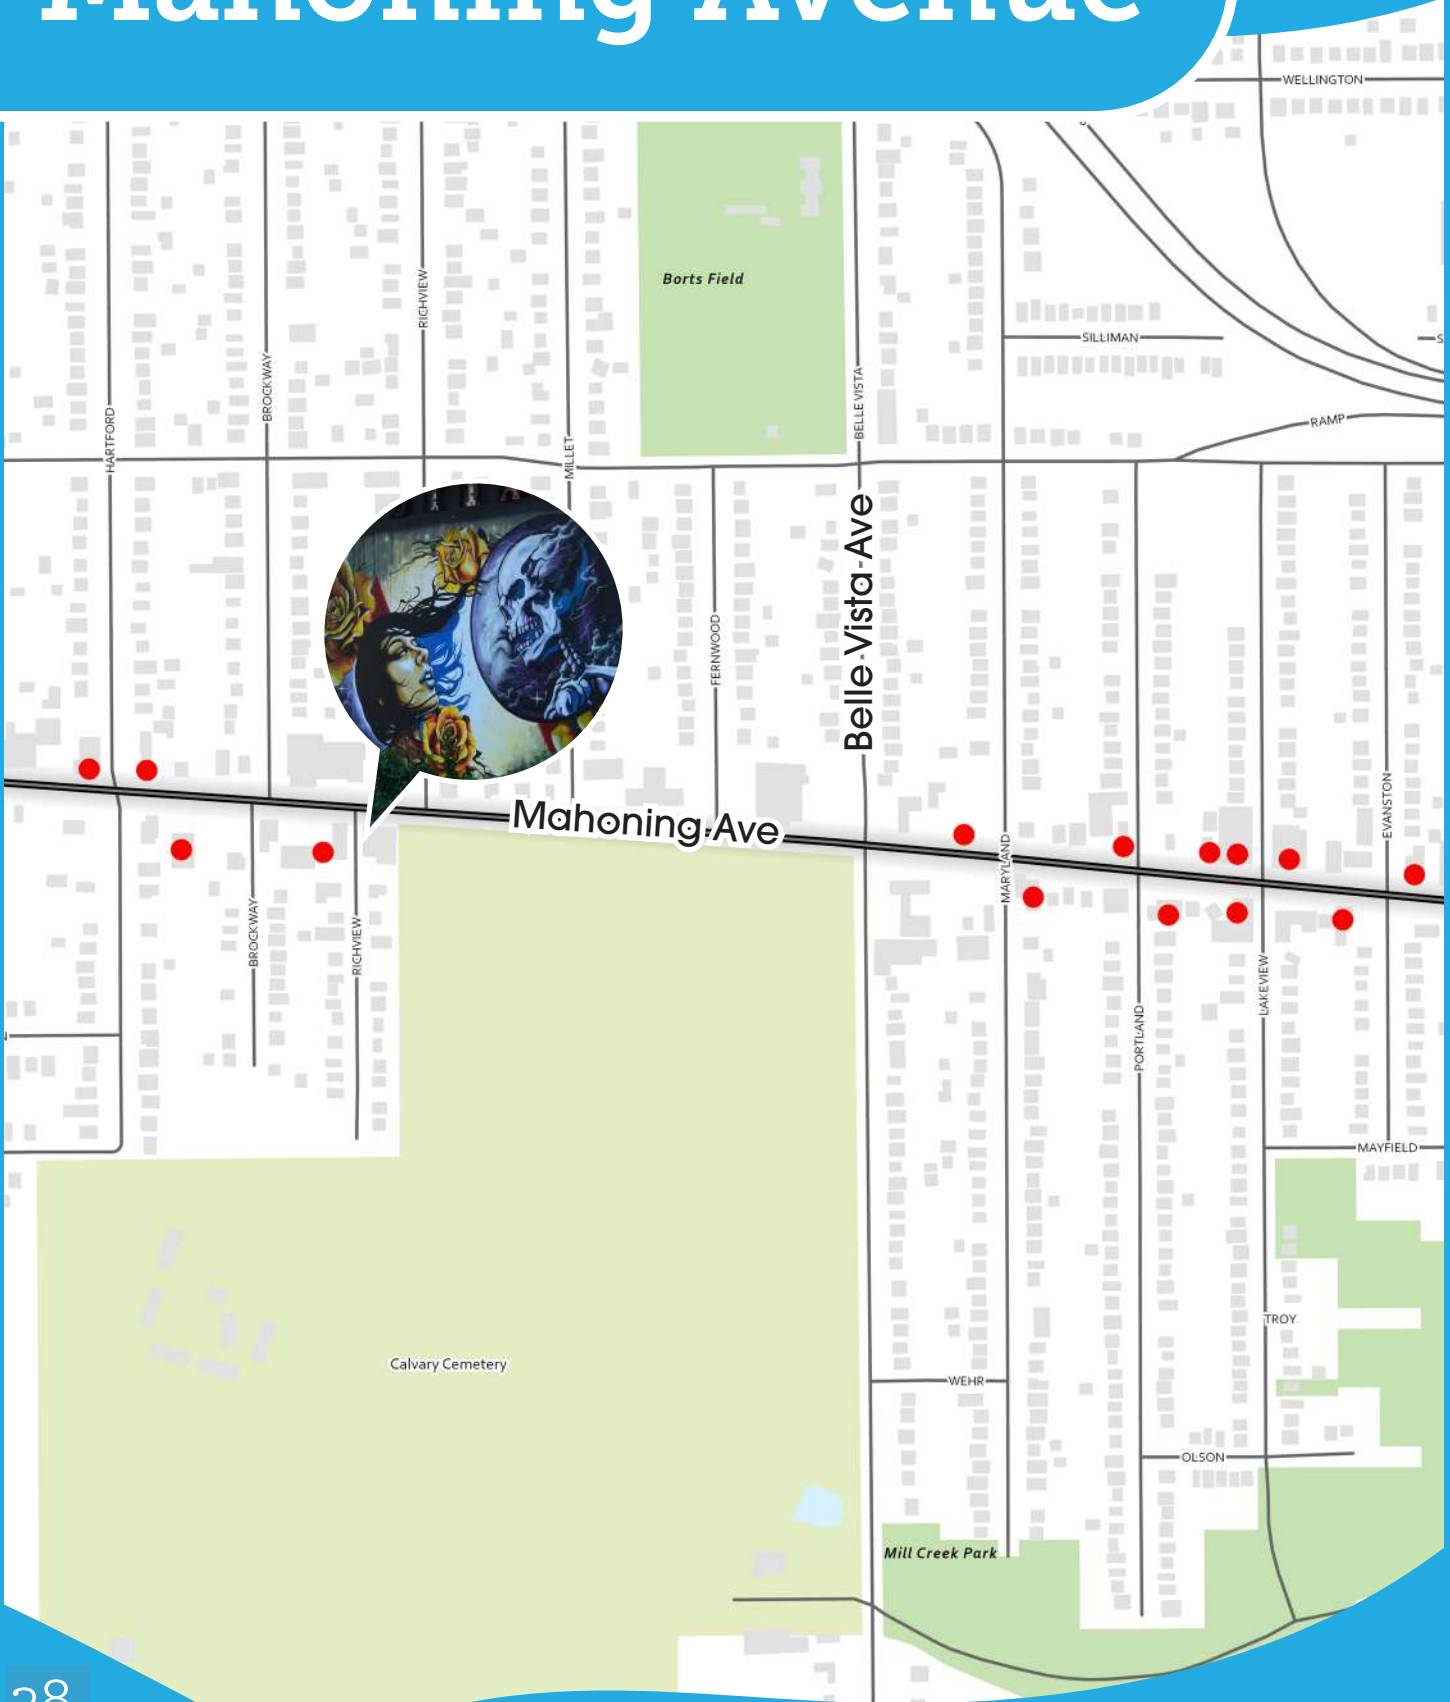 Mahoning Avenue
WELLINGTON
Borts Field
RICHVIEW
SILLIMAN
BROCKWAY
BELLE VISTA
HARTFORD
RAMP
MILLET
Belle Vista Ave
FERNWOOD
EVANSTON
Mahoning Ave
MARYLAND
BROCKWAY
RICHVIEW
LAKEVIEW
PORTLAND
MAYFIELD
TROY
Calvary Cemetery
WEHR
OLSON
Mill Creek Park
28